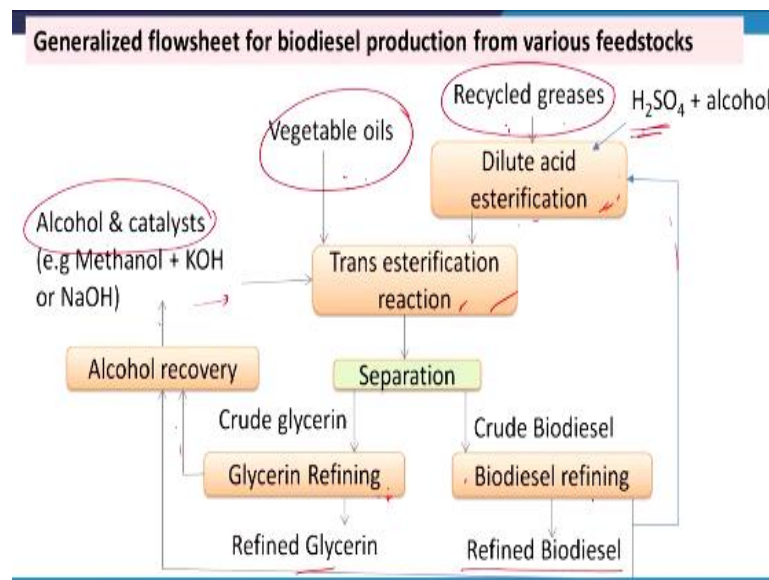 Generalized flowsheet for biodiesel production from various feedstocks
Recycled greases
H₂SO₄ + alcohol
Vegetable oils
Dilute acid
esterification
Alcohol & catalysts
(e.g Methanol + KOH
or NaOH)
Trans esterification
reaction
Alcohol recovery
Separation
Crude glycerin
Crude Biodiesel
Glycerin Refining
Biodiesel refining
Refined Glycerin
Refined Biodiesel